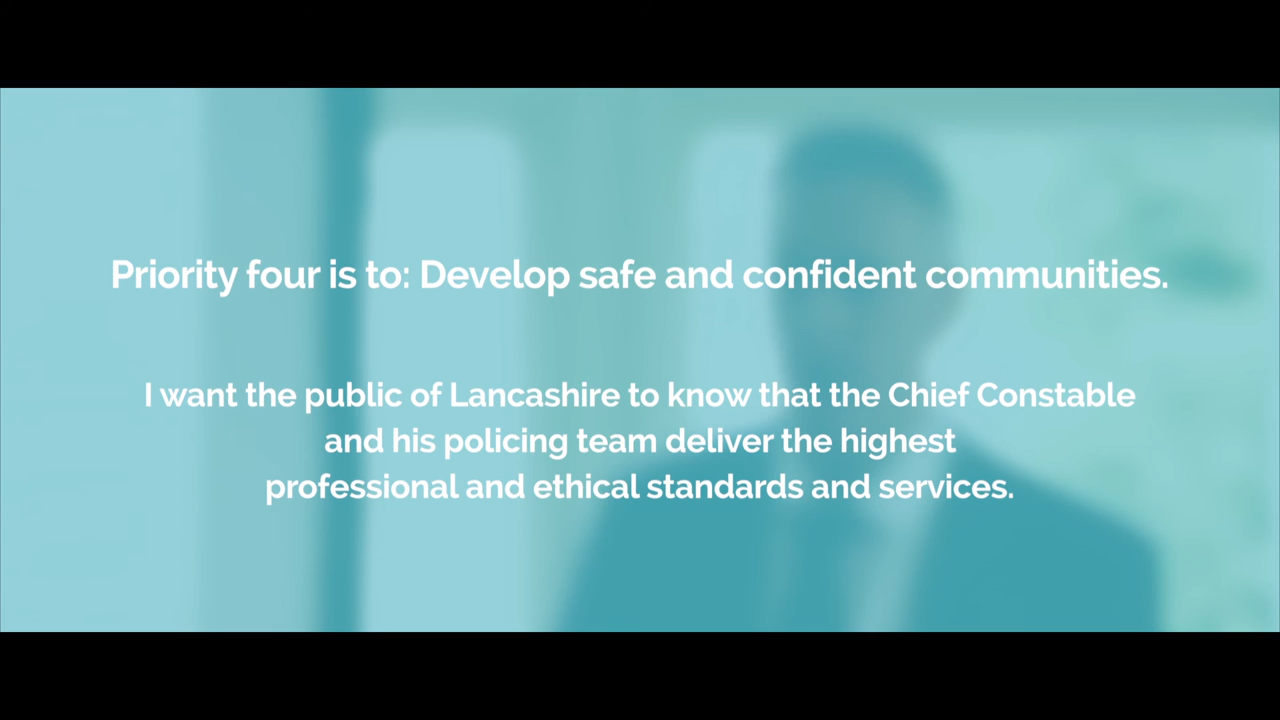 Priority four is to: Develop safe and confident communities.
I want the public of Lancashire to know that the Chief Constable
and his policing team deliver the highest
professional and ethical standards and services.